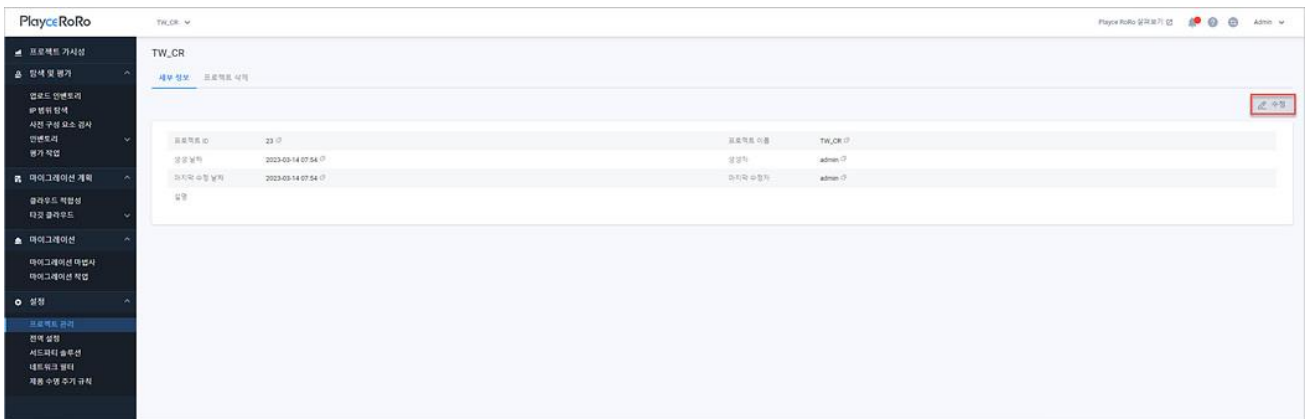 PlayceRoRo
TW_CR
Playce RoRo 살펴보기
Admin
프로젝트 가시성
탐색 및 평가
업로드 인벤토리
IP 범위 탐색
사전 구성 요소 검사
인벤토리
평가 작업
마이그레이션 계획
클라우드 적합성
타깃 클라우드
마이그레이션
마이그레이션 마법사
마이그레이션 작업
설정
프로젝트 관리
전역 설정
서드파티 솔루션
네트워크 필터
제품 수명 주기 규칙
TW_CR
세부 정보 프로젝트 삭제
수정
프로젝트 ID 23 프로젝트 이름 TW_CR
생성 날짜 2023-03-14 07:54 생성자 admin
마지막 수정 날짜 2023-03-14 07:54 마지막 수정자 admin
설명